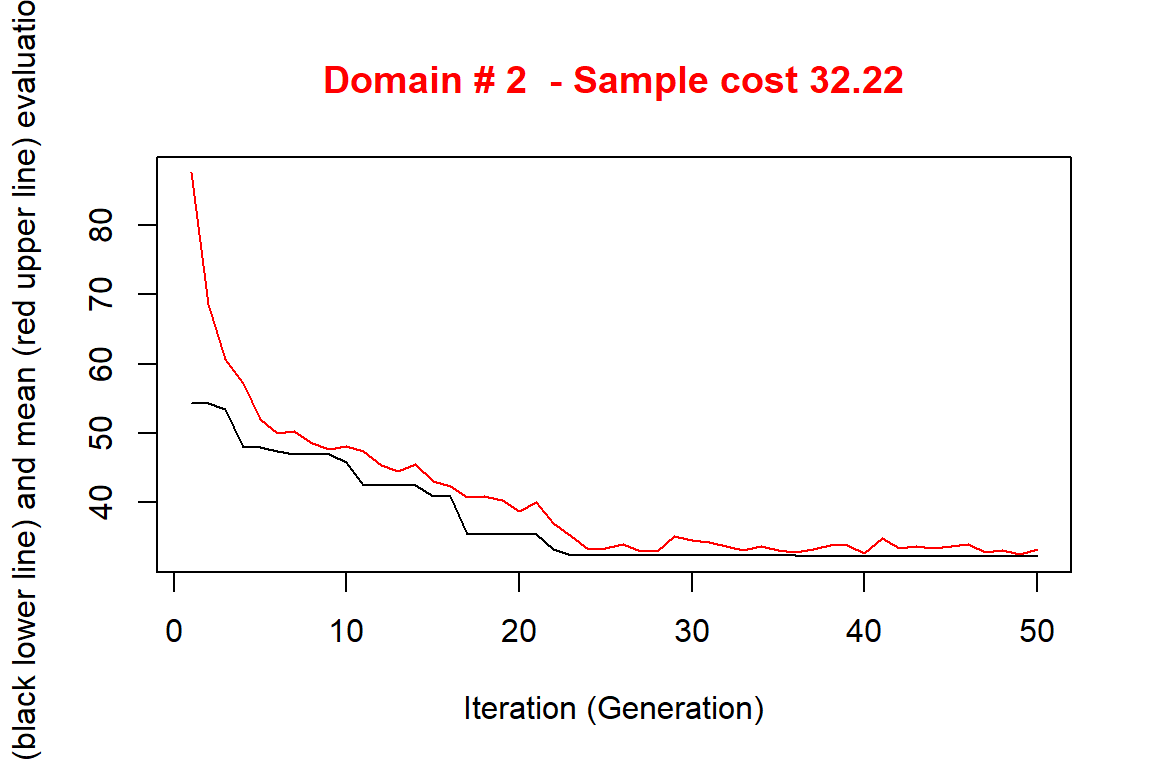 Domain # 2  - Sample cost 32.22
(black lower line) and mean (red upper line) evaluatio
80
70
60
50
40
0 10 20 30 40 50
Iteration (Generation)